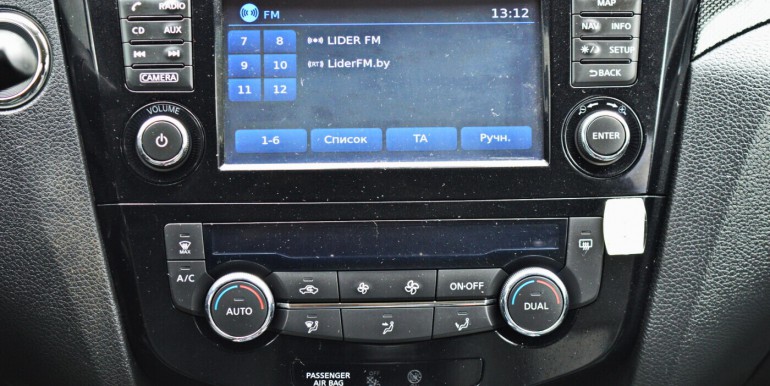 RADIO
MAP
FM 13:12
CD AUX
NAV INFO
7 8 LIDER FM
SETUP
9 10 LiderFM.by
CAMERA
BACK
11 12
VOLUME
ENTER
1-6 Список TA Ручн.
MAX
A/C
AUTO
ON·OFF
DUAL
PASSENGER
AIR BAG